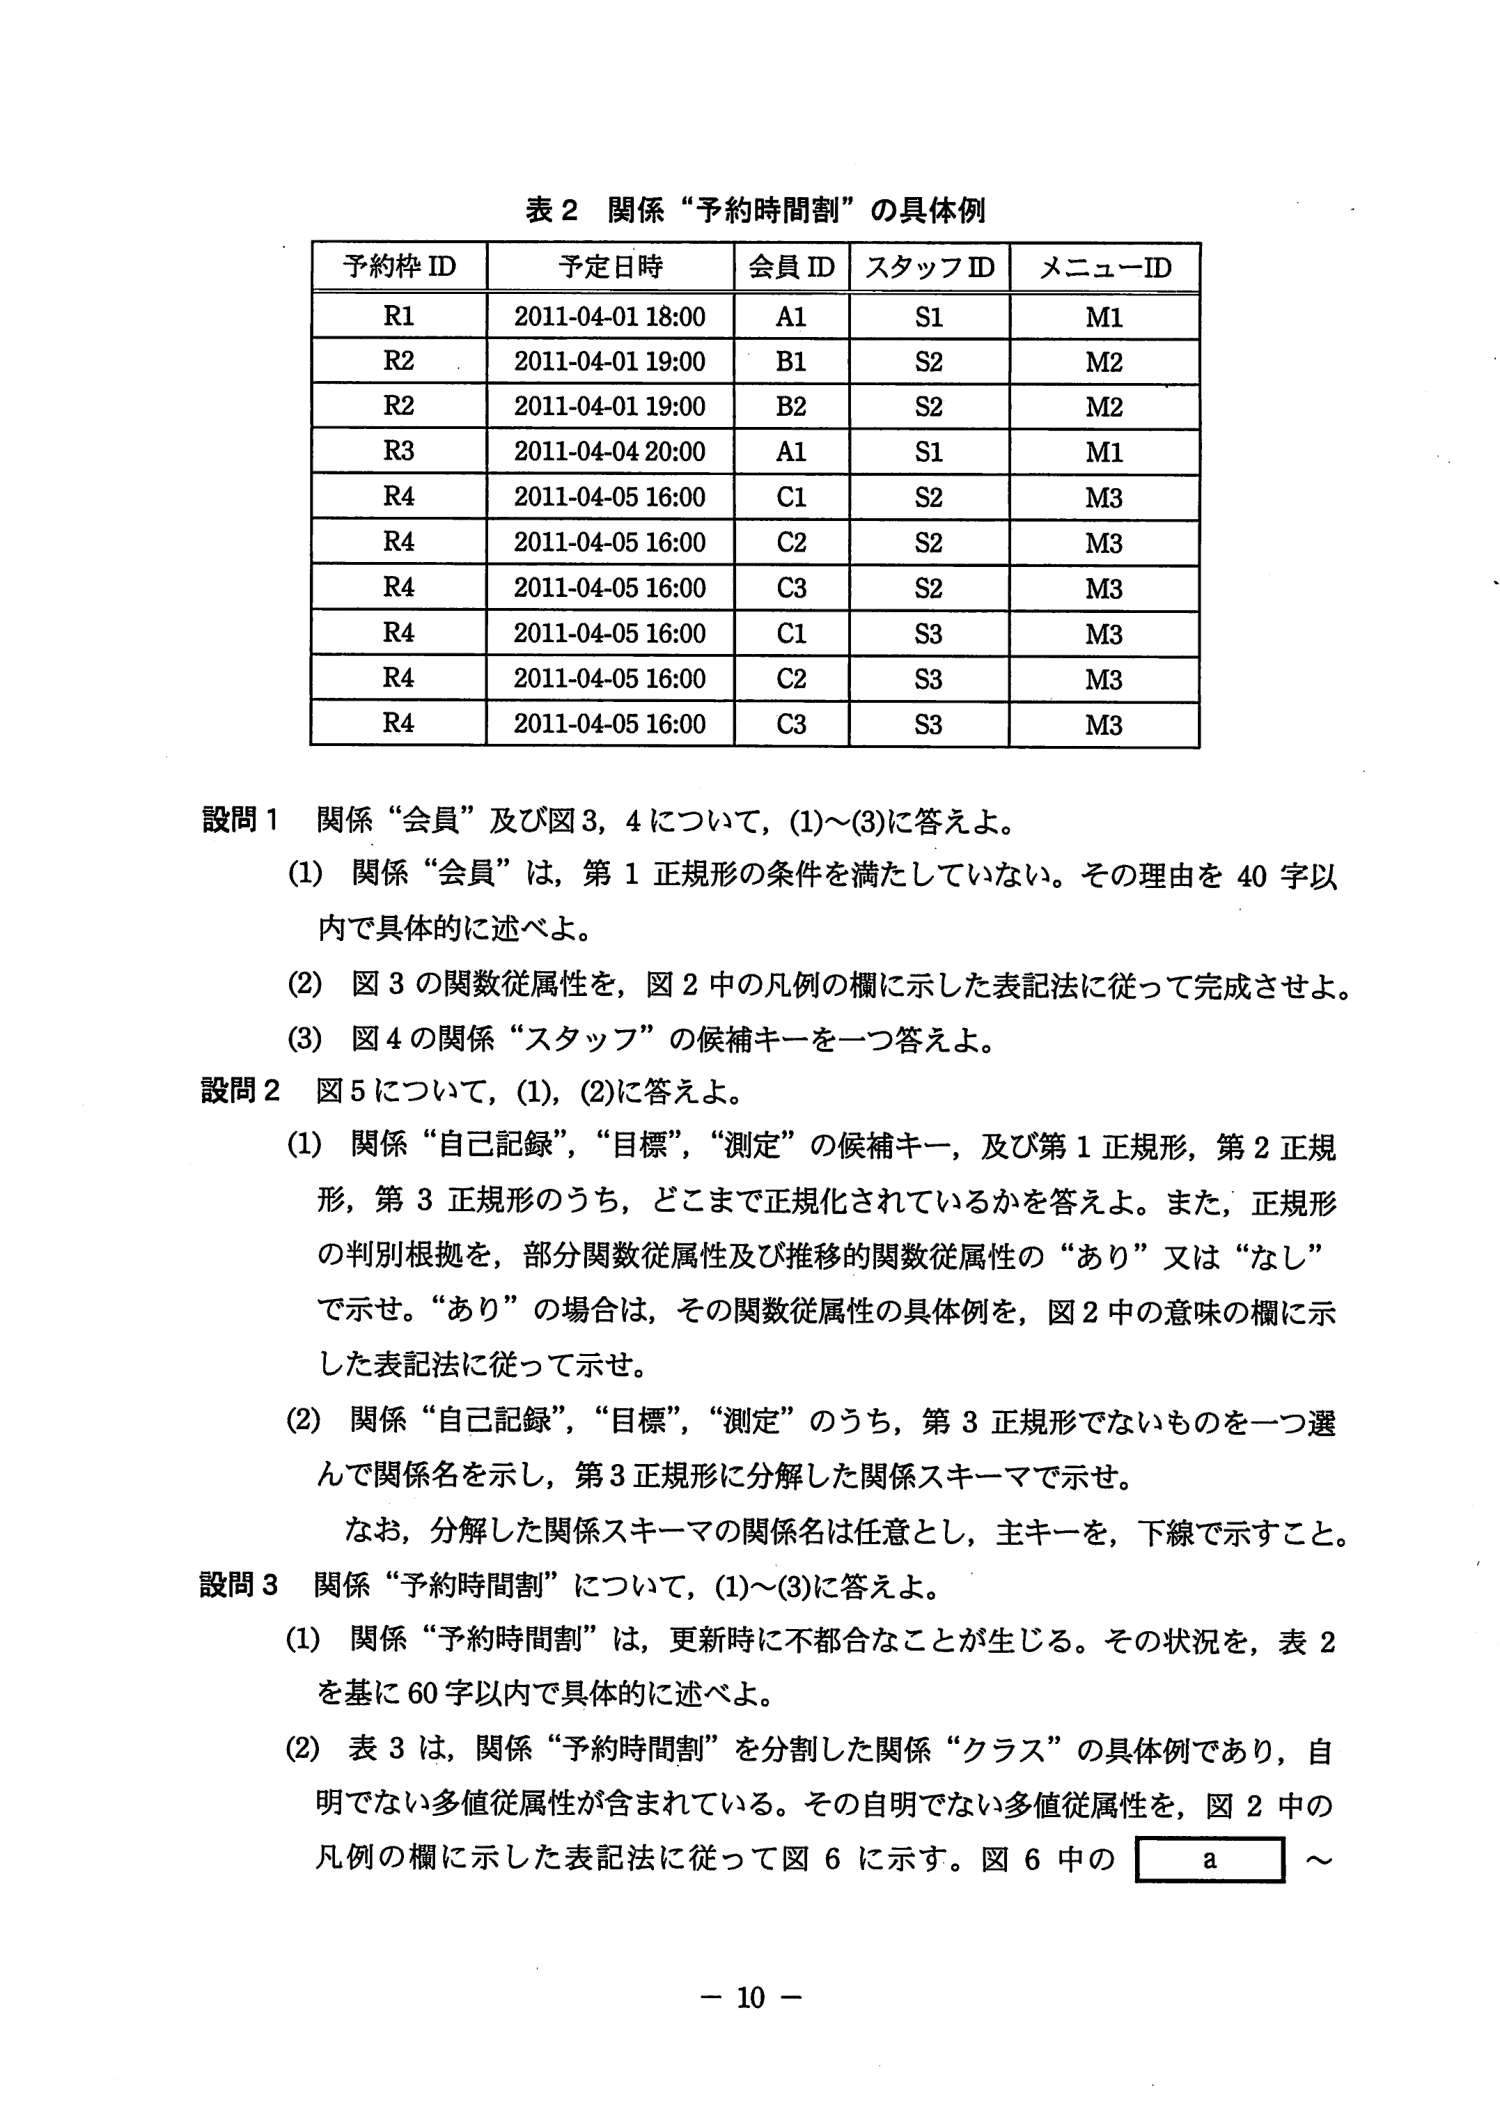 表2 関係“予約時間割”の具体例
予約枠 ID 予定日時 会員 ID スタッフ ID メニューID
R1 2011-04-01 18:00 A1 S1 M1
R2 2011-04-01 19:00 B1 S2 M2
R2 2011-04-01 19:00 B2 S2 M2
R3 2011-04-04 20:00 A1 S1 M1
R4 2011-04-05 16:00 C1 S2 M3
R4 2011-04-05 16:00 C2 S2 M3
R4 2011-04-05 16:00 C3 S2 M3
R4 2011-04-05 16:00 C1 S3 M3
R4 2011-04-05 16:00 C2 S3 M3
R4 2011-04-05 16:00 C3 S3 M3
設問1 関係“会員”及び図3，4について，(1)～(3)に答えよ。
(1) 関係“会員”は，第 1 正規形の条件を満たしていない。その理由を 40 字以
内で具体的に述べよ。
(2) 図 3 の関数従属性を，図 2 中の凡例の欄に示した表記法に従って完成させよ。
(3) 図 4 の関係“スタッフ”の候補キーを一つ答えよ。
設問2 図5について，(1)，(2)に答えよ。
(1) 関係“自己記録”，“目標”，“測定”の候補キー，及び第 1 正規形，第 2 正規
形，第 3 正規形のうち，どこまで正規化されているかを答えよ。また，正規形
の判別根拠を，部分関数従属性及び推移的関数従属性の“あり”又は“なし”
で示せ。“あり”の場合は，その関数従属性の具体例を，図 2 中の意味の欄に示
した表記法に従って示せ。
(2) 関係“自己記録”，“目標”，“測定”のうち，第 3 正規形でないものを一つ選
んで関係名を示し，第3正規形に分解した関係スキーマで示せ。
なお，分解した関係スキーマの関係名は任意とし，主キーを，下線で示すこと。
設問3 関係“予約時間割”について，(1)～(3)に答えよ。
(1) 関係“予約時間割”は，更新時に不都合なことが生じる。その状況を，表 2
を基に 60 字以内で具体的に述べよ。
(2) 表 3 は，関係“予約時間割”を分割した関係“クラス”の具体例であり，自
明でない多値従属性が含まれている。その自明でない多値従属性を，図 2 中の
凡例の欄に示した表記法に従って図 6 に示す。図 6 中の a ～
－ 10 －